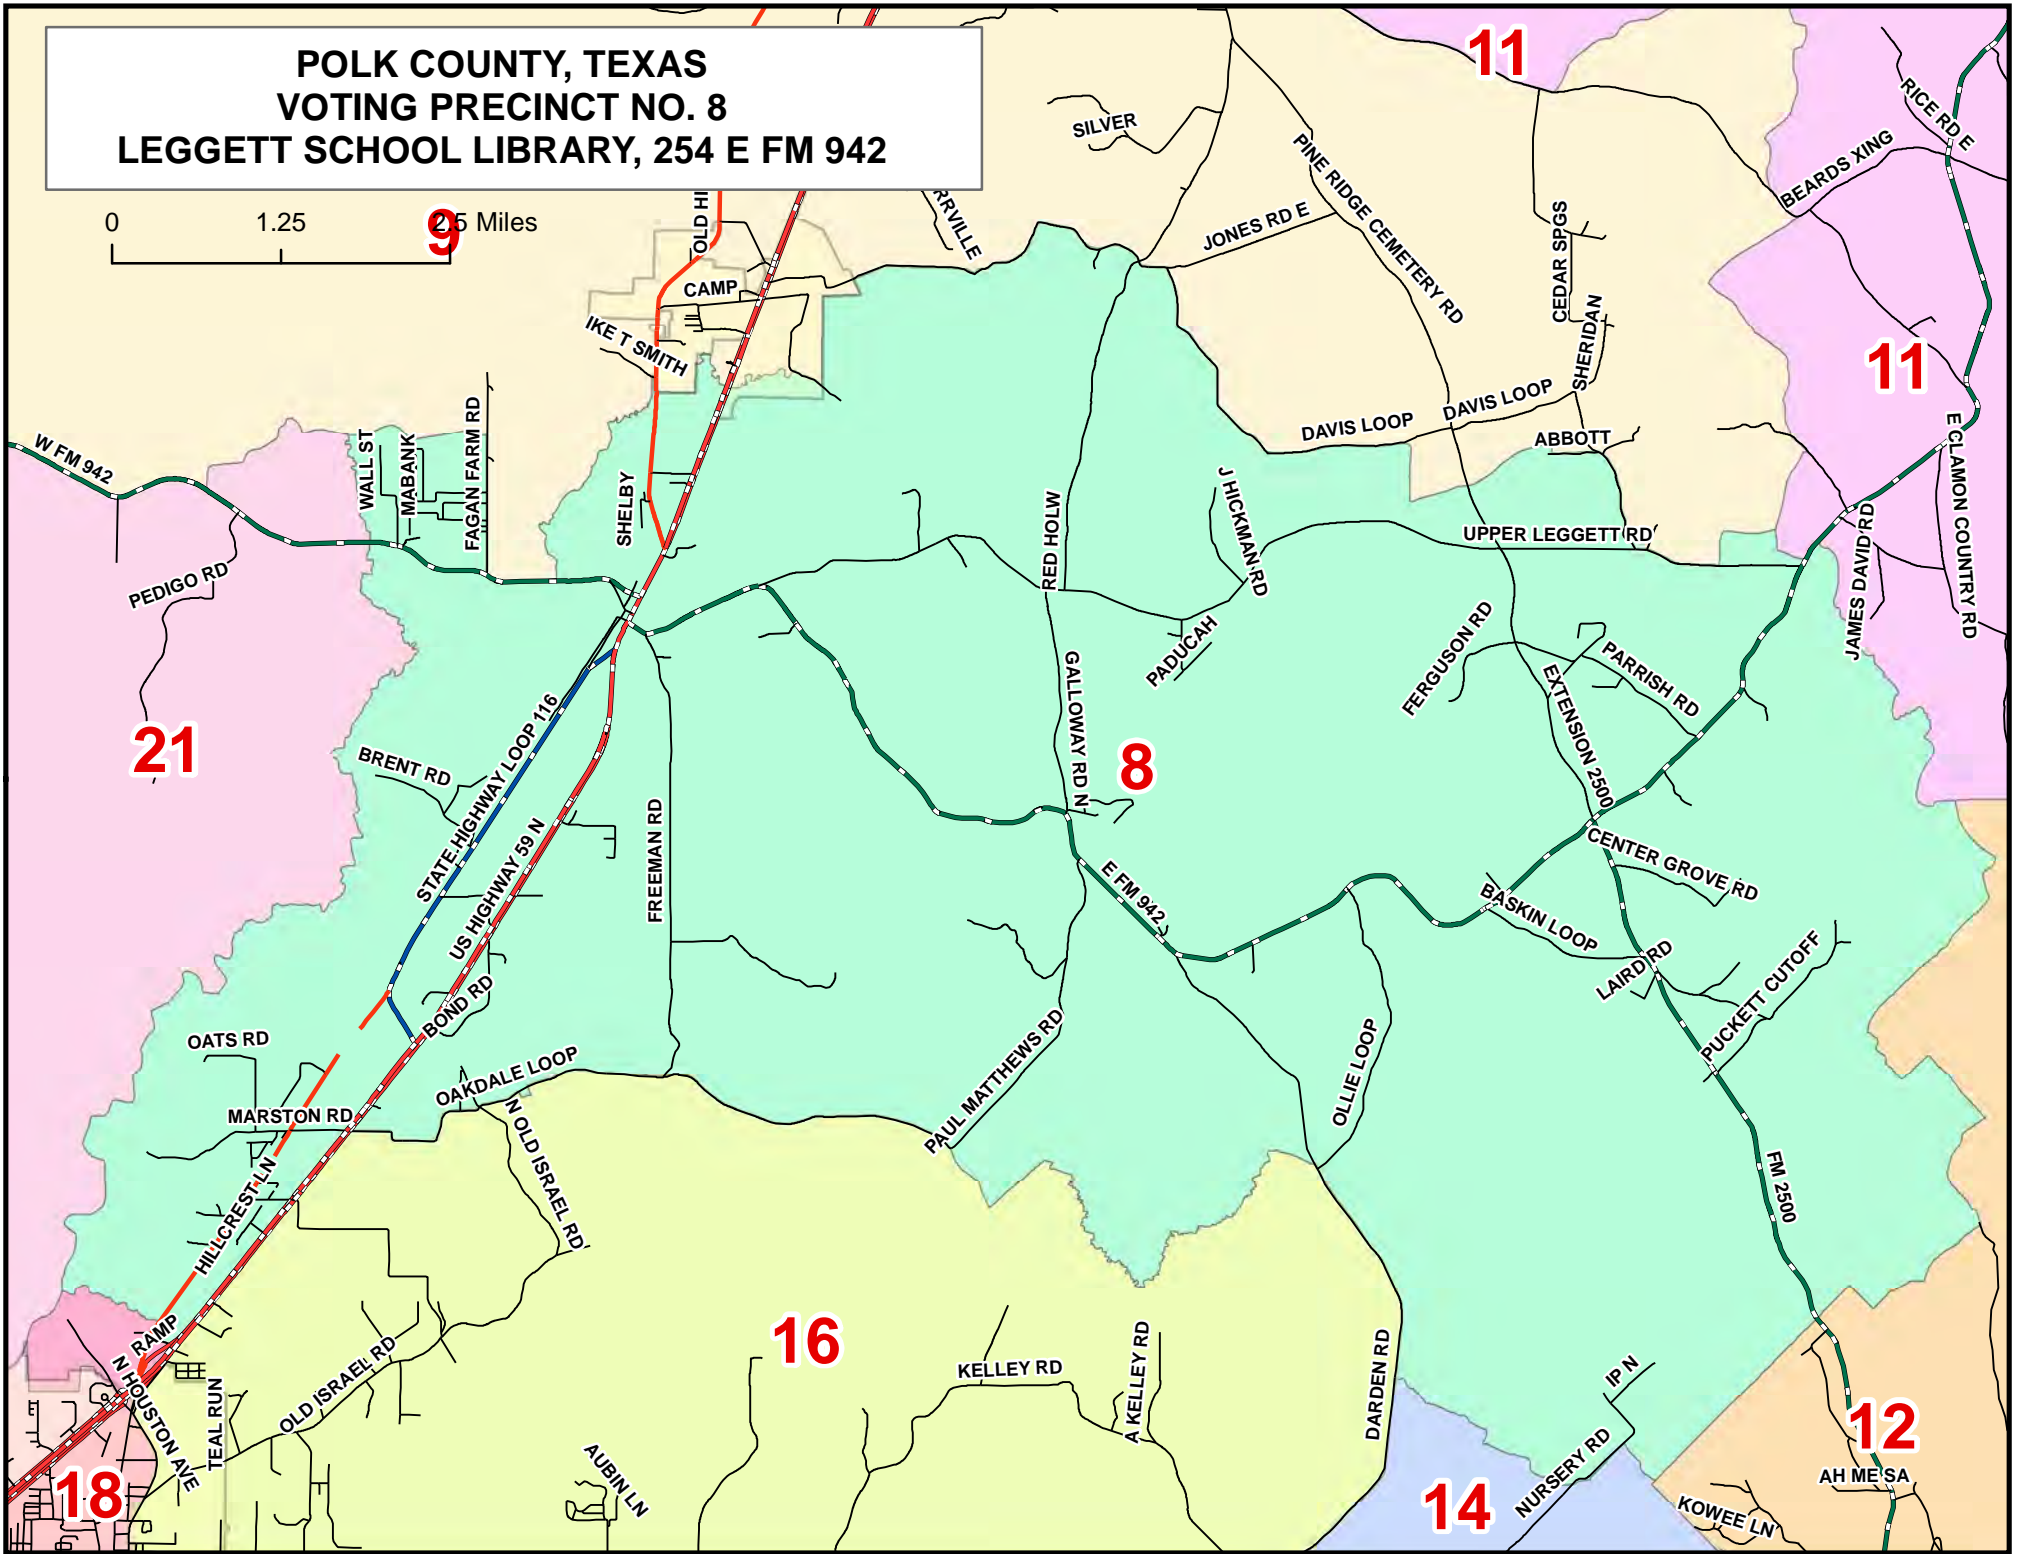 POLK COUNTY, TEXAS
VOTING PRECINCT NO. 8
LEGGETT SCHOOL LIBRARY, 254 E FM 942
0 1.25 2.5 Miles
9
11
RICE RD E
SILVER
PINE RIDGE CEMETERY RD
BEARDS XING
OLD HI
RRVILLE
JONES RD E
CEDAR SPGS
CAMP
IKE T SMITH
SHERIDAN
11
DAVIS LOOP
DAVIS LOOP
ABBOTT
E CLAMON COUNTRY RD
W FM 942
WALL ST
MABANK
FAGAN FARM RD
SHELBY
RED HOLW
J HICKMAN RD
UPPER LEGGETT RD
JAMES DAVID RD
PEDIGO RD
PADUCAH
FERGUSON RD
PARRISH RD
EXTENSION 2500
GALLOWAY RD N
21
8
BRENT RD
STATE HIGHWAY LOOP 116
US HIGHWAY 59 N
FREEMAN RD
E FM 942
CENTER GROVE RD
BASKIN LOOP
LAIRD RD
PUCKETT CUTOFF
BOND RD
OATS RD
OAKDALE LOOP
MARSTON RD
N OLD ISRAEL RD
PAUL MATTHEWS RD
OLLIE LOOP
FM 2500
HILLCREST LN
RAMP
N HOUSTON AVE
TEAL RUN
OLD ISRAEL RD
16
KELLEY RD
A KELLEY RD
DARDEN RD
IP N
NURSERY RD
12
AH ME SA
KOWEE LN
AUBIN LN
18
14